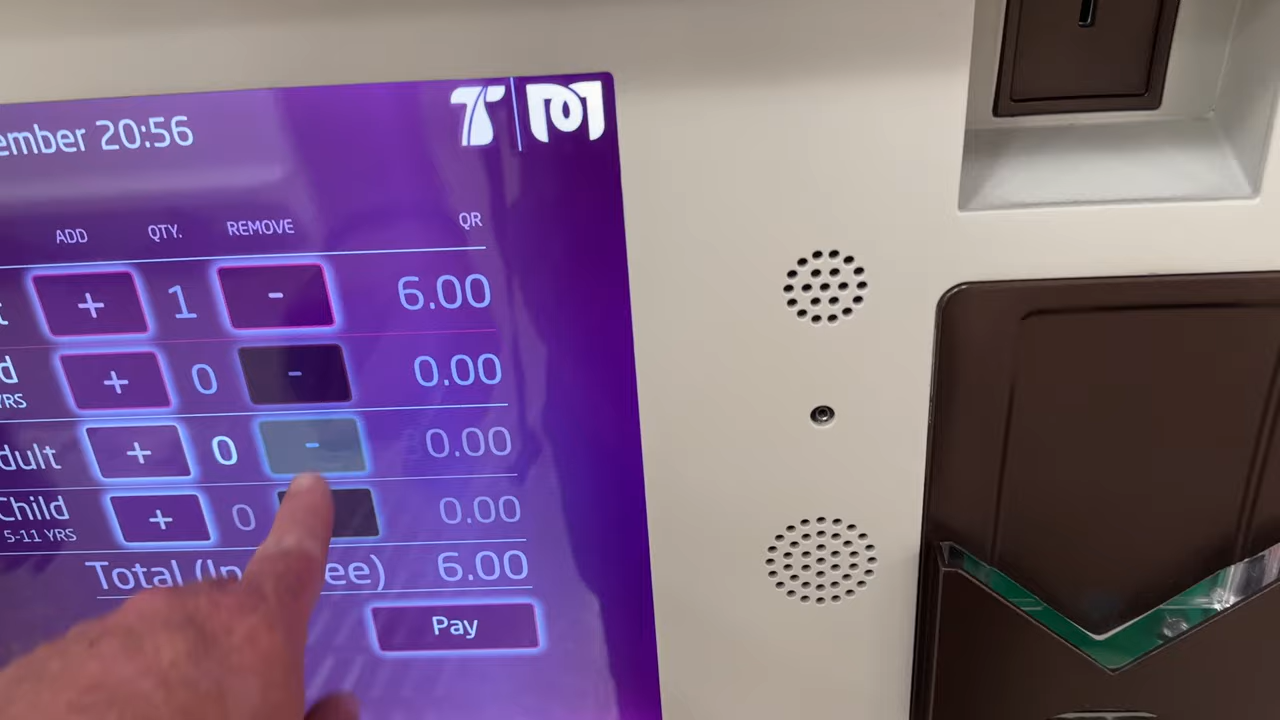 ember 20:56
ADD QTY. REMOVE QR
t + 1 - 6.00
d + 0 - 0.00
YRS
dult + 0 - 0.00
Child + 0 0.00
5-11 YRS
Total (In ee) 6.00
Pay